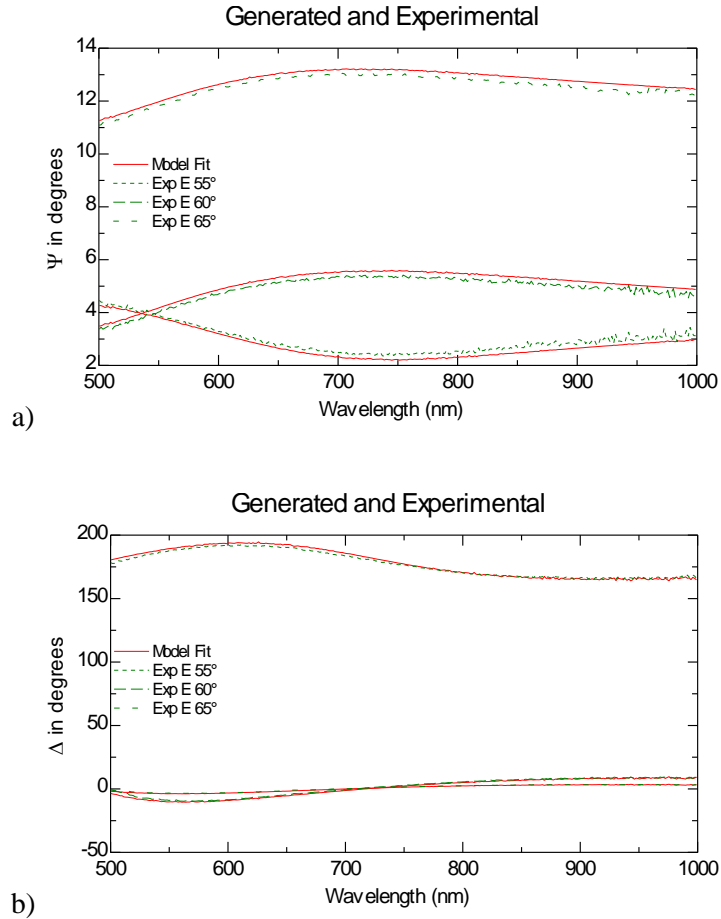 Generated and Experimental
14
12
10
8
6
4
2
Ψ in degrees
Model Fit
Exp E 55°
Exp E 60°
Exp E 65°
500 600 700 800 900 1000
Wavelength (nm)
a)
Generated and Experimental
200
150
100
50
0
-50
Δ in degrees
Model Fit
Exp E 55°
Exp E 60°
Exp E 65°
500 600 700 800 900 1000
Wavelength (nm)
b)